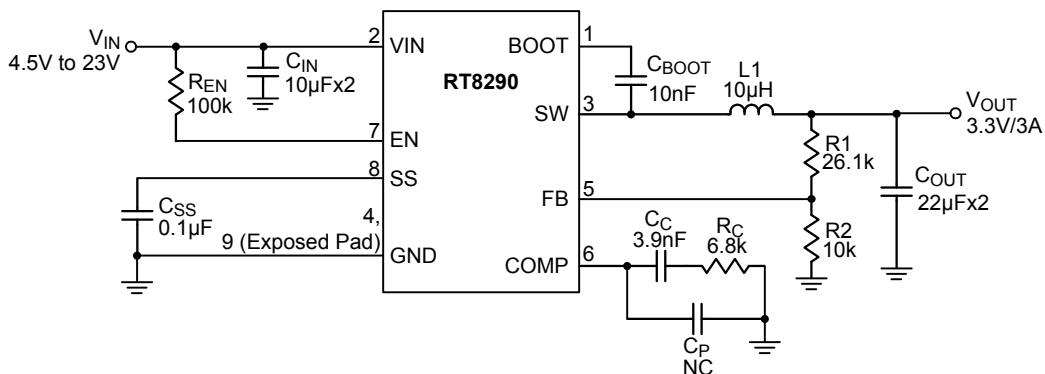 VIN
4.5V to 23V
REN
100k
CIN
10µFx2
2
VIN
7
EN
8
SS
CSS
0.1µF
4,
9 (Exposed Pad)
GND
RT8290
BOOT
1
CBOOT
10nF
SW
3
L1
10µH
VOUT
3.3V/3A
R1
26.1k
COUT
22µFx2
FB
5
R2
10k
COMP
6
CC
3.9nF
RC
6.8k
CP
NC